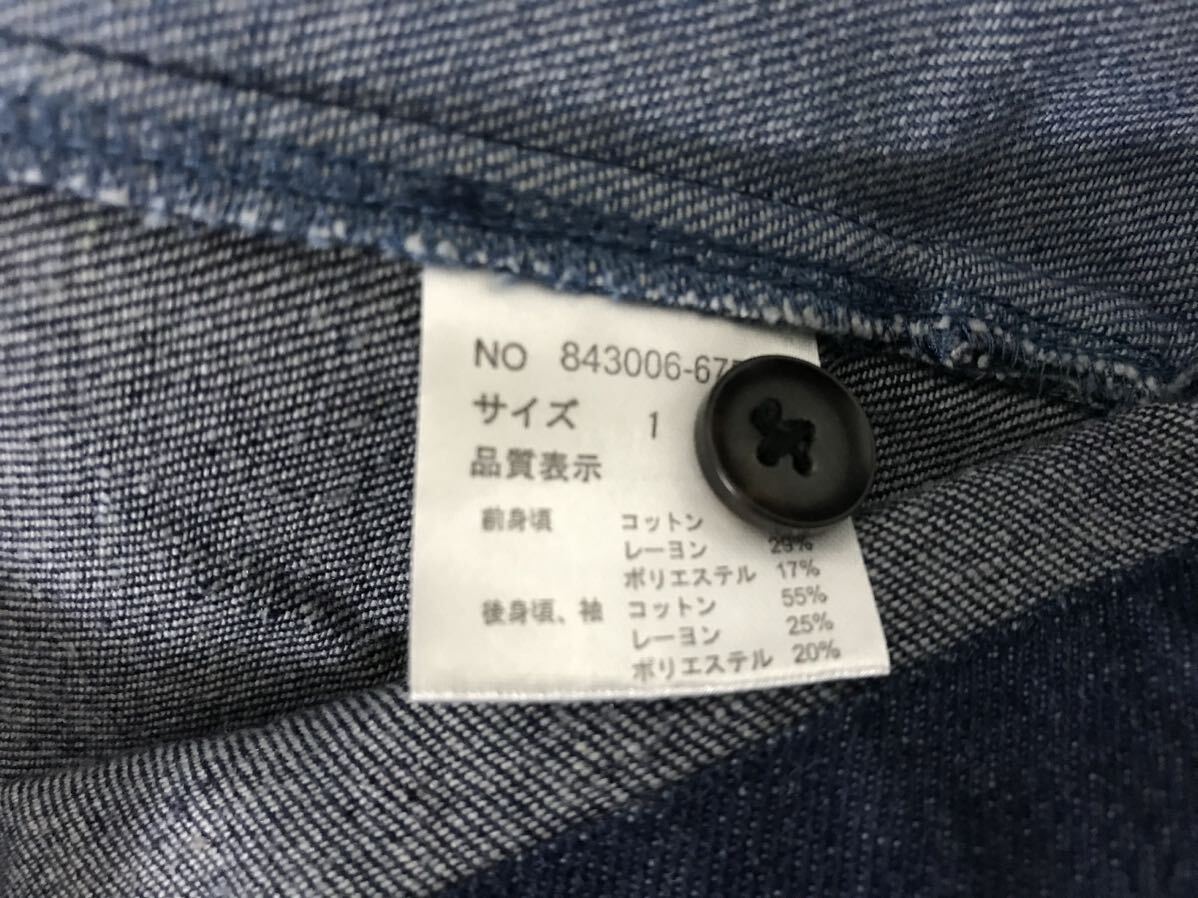 NO 843006-67
サイズ 1
品質表示
前身頃 コットン
レーヨン 29%
ポリエステル 17%
後身頃、袖 コットン 55%
レーヨン 25%
ポリエステル 20%